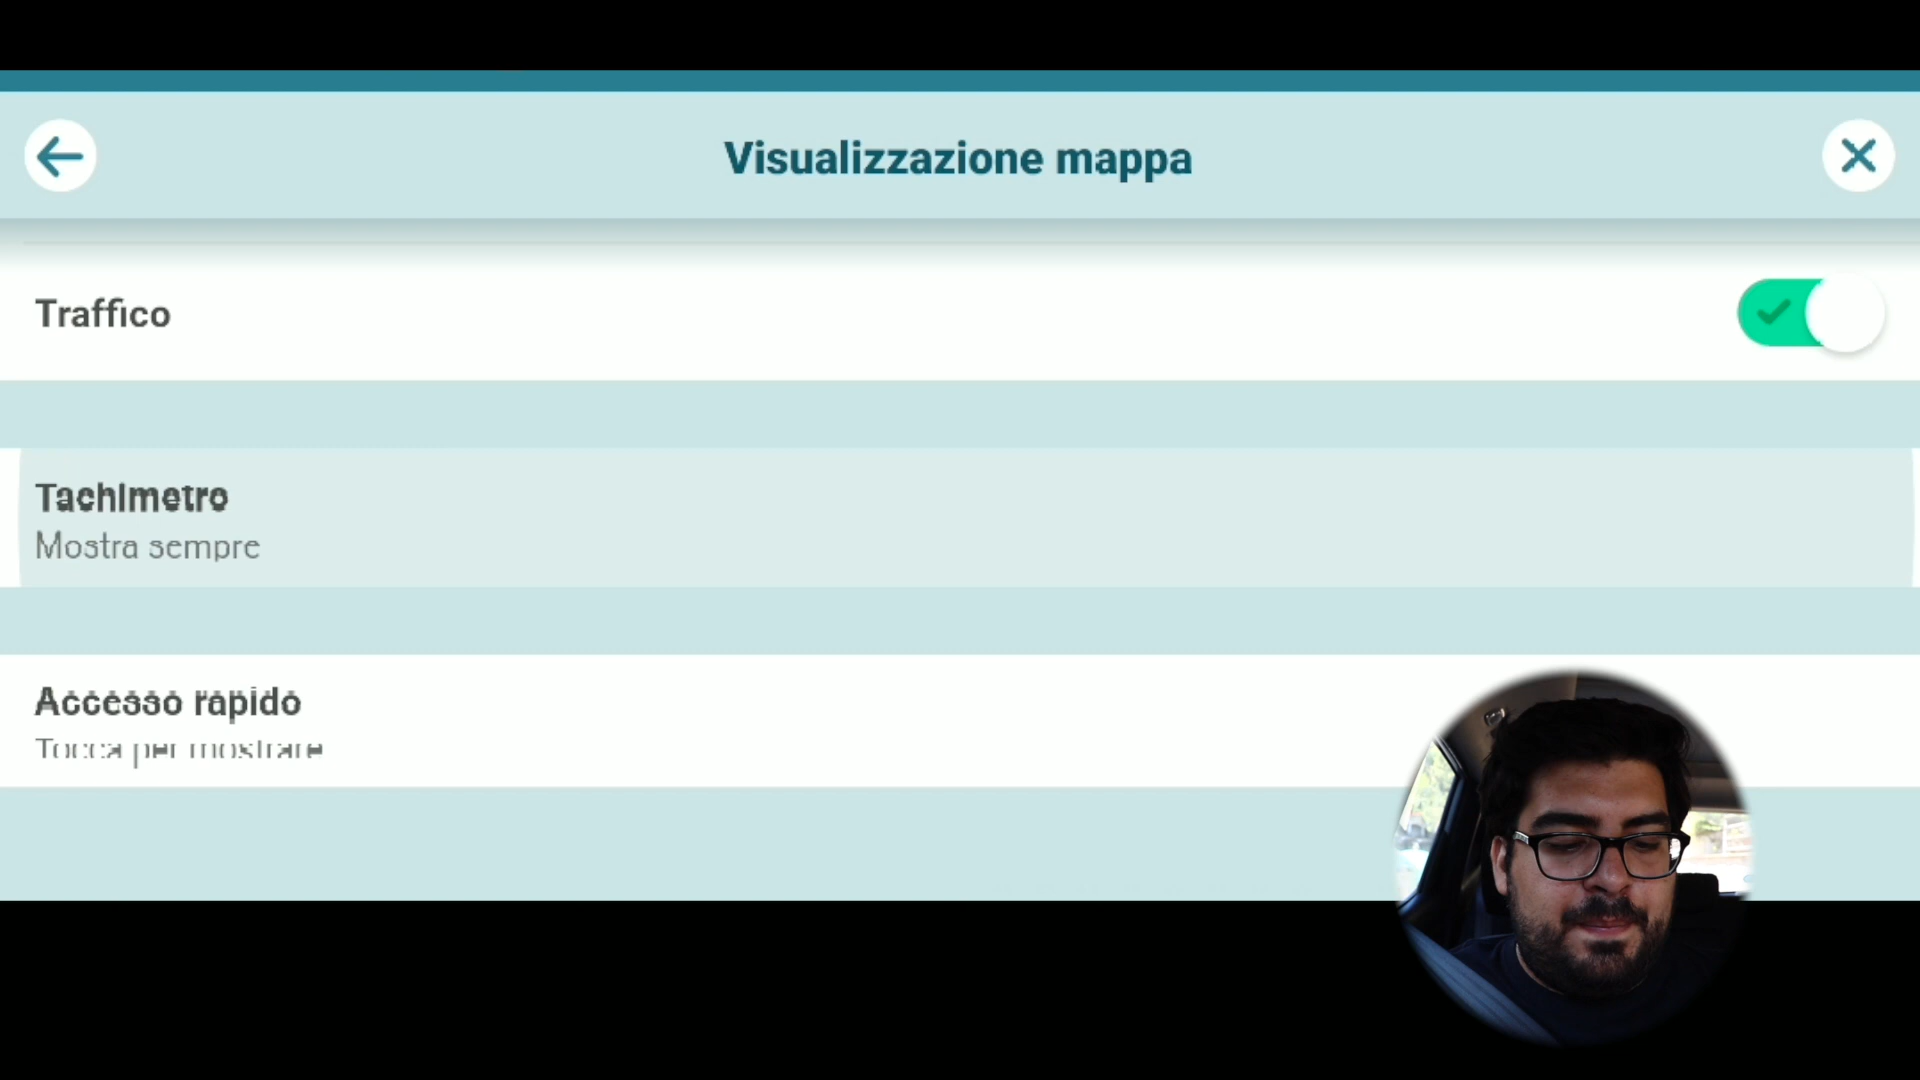 Visualizzazione mappa
Traffico
Tachimetro
Mostra sempre
Accesso rapido
Tocca per mostrare